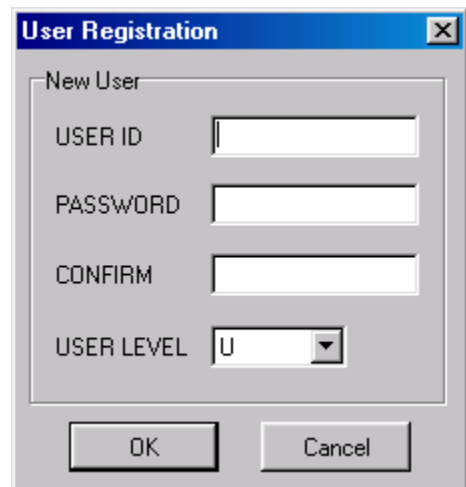 User Registration
New User
USER ID
PASSWORD
CONFIRM
USER LEVEL U
OK Cancel